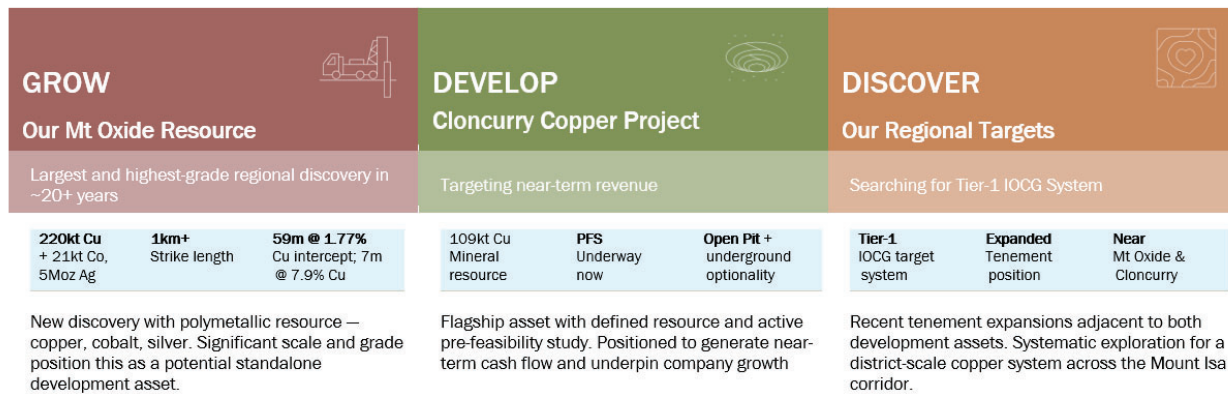 GROW
Our Mt Oxide Resource
Largest and highest-grade regional discovery in
~20+ years
220kt Cu
+ 21kt Co,
5Moz Ag
1km+
Strike length
59m @ 1.77%
Cu intercept; 7m
@ 7.9% Cu
New discovery with polymetallic resource —
copper, cobalt, silver. Significant scale and grade
position this as a potential standalone
development asset.
DEVELOP
Cloncurry Copper Project
Targeting near-term revenue
109kt Cu
Mineral
resource
PFS
Underway
now
Open Pit +
underground
optionality
Flagship asset with defined resource and active
pre-feasibility study. Positioned to generate near-
term cash flow and underpin company growth
DISCOVER
Our Regional Targets
Searching for Tier-1 IOCG System
Tier-1
IOCG target
system
Expanded
Tenement
position
Near
Mt Oxide &
Cloncurry
Recent tenement expansions adjacent to both
development assets. Systematic exploration for a
district-scale copper system across the Mount Isa
corridor.